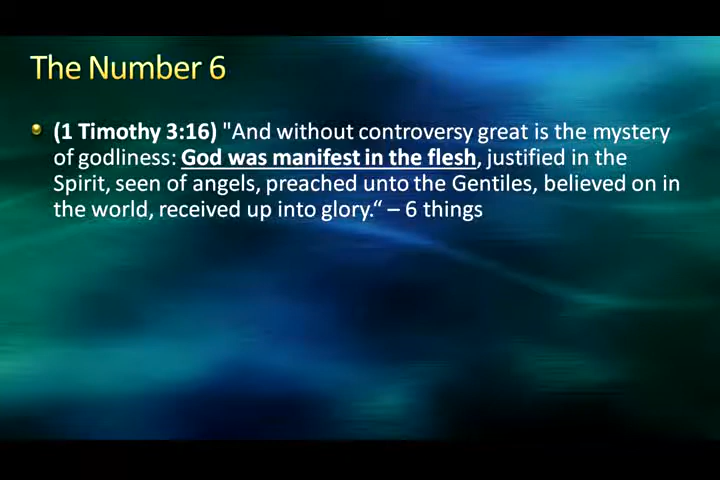 The Number 6
(1 Timothy 3:16) "And without controversy great is the mystery
of godliness: God was manifest in the flesh, justified in the
Spirit, seen of angels, preached unto the Gentiles, believed on in
the world, received up into glory.“ – 6 things